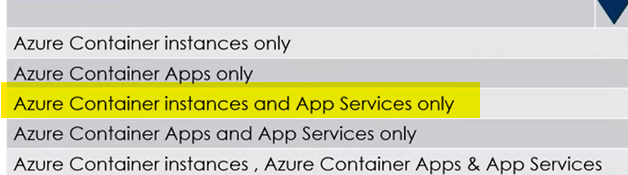 Azure Container instances only
Azure Container Apps only
Azure Container instances and App Services only
Azure Container Apps and App Services only
Azure Container instances , Azure Container Apps & App Services